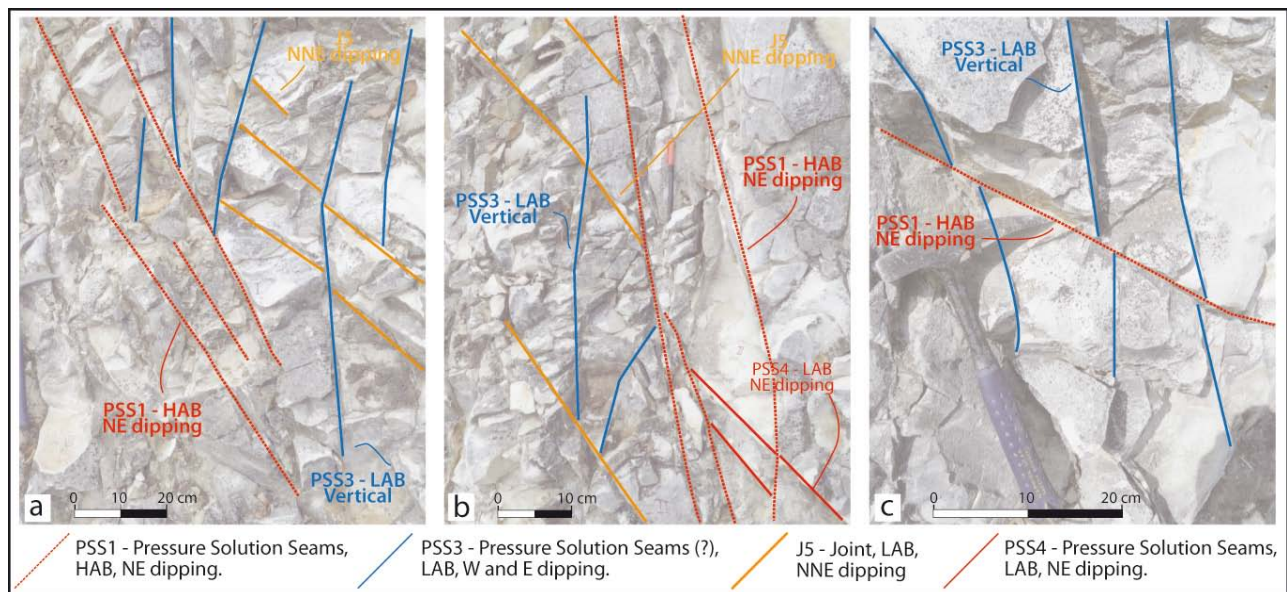 J5
NNE dipping
PSS1 - HAB
NE dipping
PSS3 - LAB
Vertical
a
0 10 20 cm
J5
NNE dipping
PSS3 - LAB
Vertical
PSS1 - HAB
NE dipping
PSS4 - LAB
NE dipping
b
0 10 cm
PSS3 - LAB
Vertical
PSS1 - HAB
NE dipping
c
0 10 20 cm
PSS1 - Pressure Solution Seams,
HAB, NE dipping.
PSS3 - Pressure Solution Seams (?),
LAB, W and E dipping.
J5 - Joint, LAB,
NNE dipping
PSS4 - Pressure Solution Seams,
LAB, NE dipping.